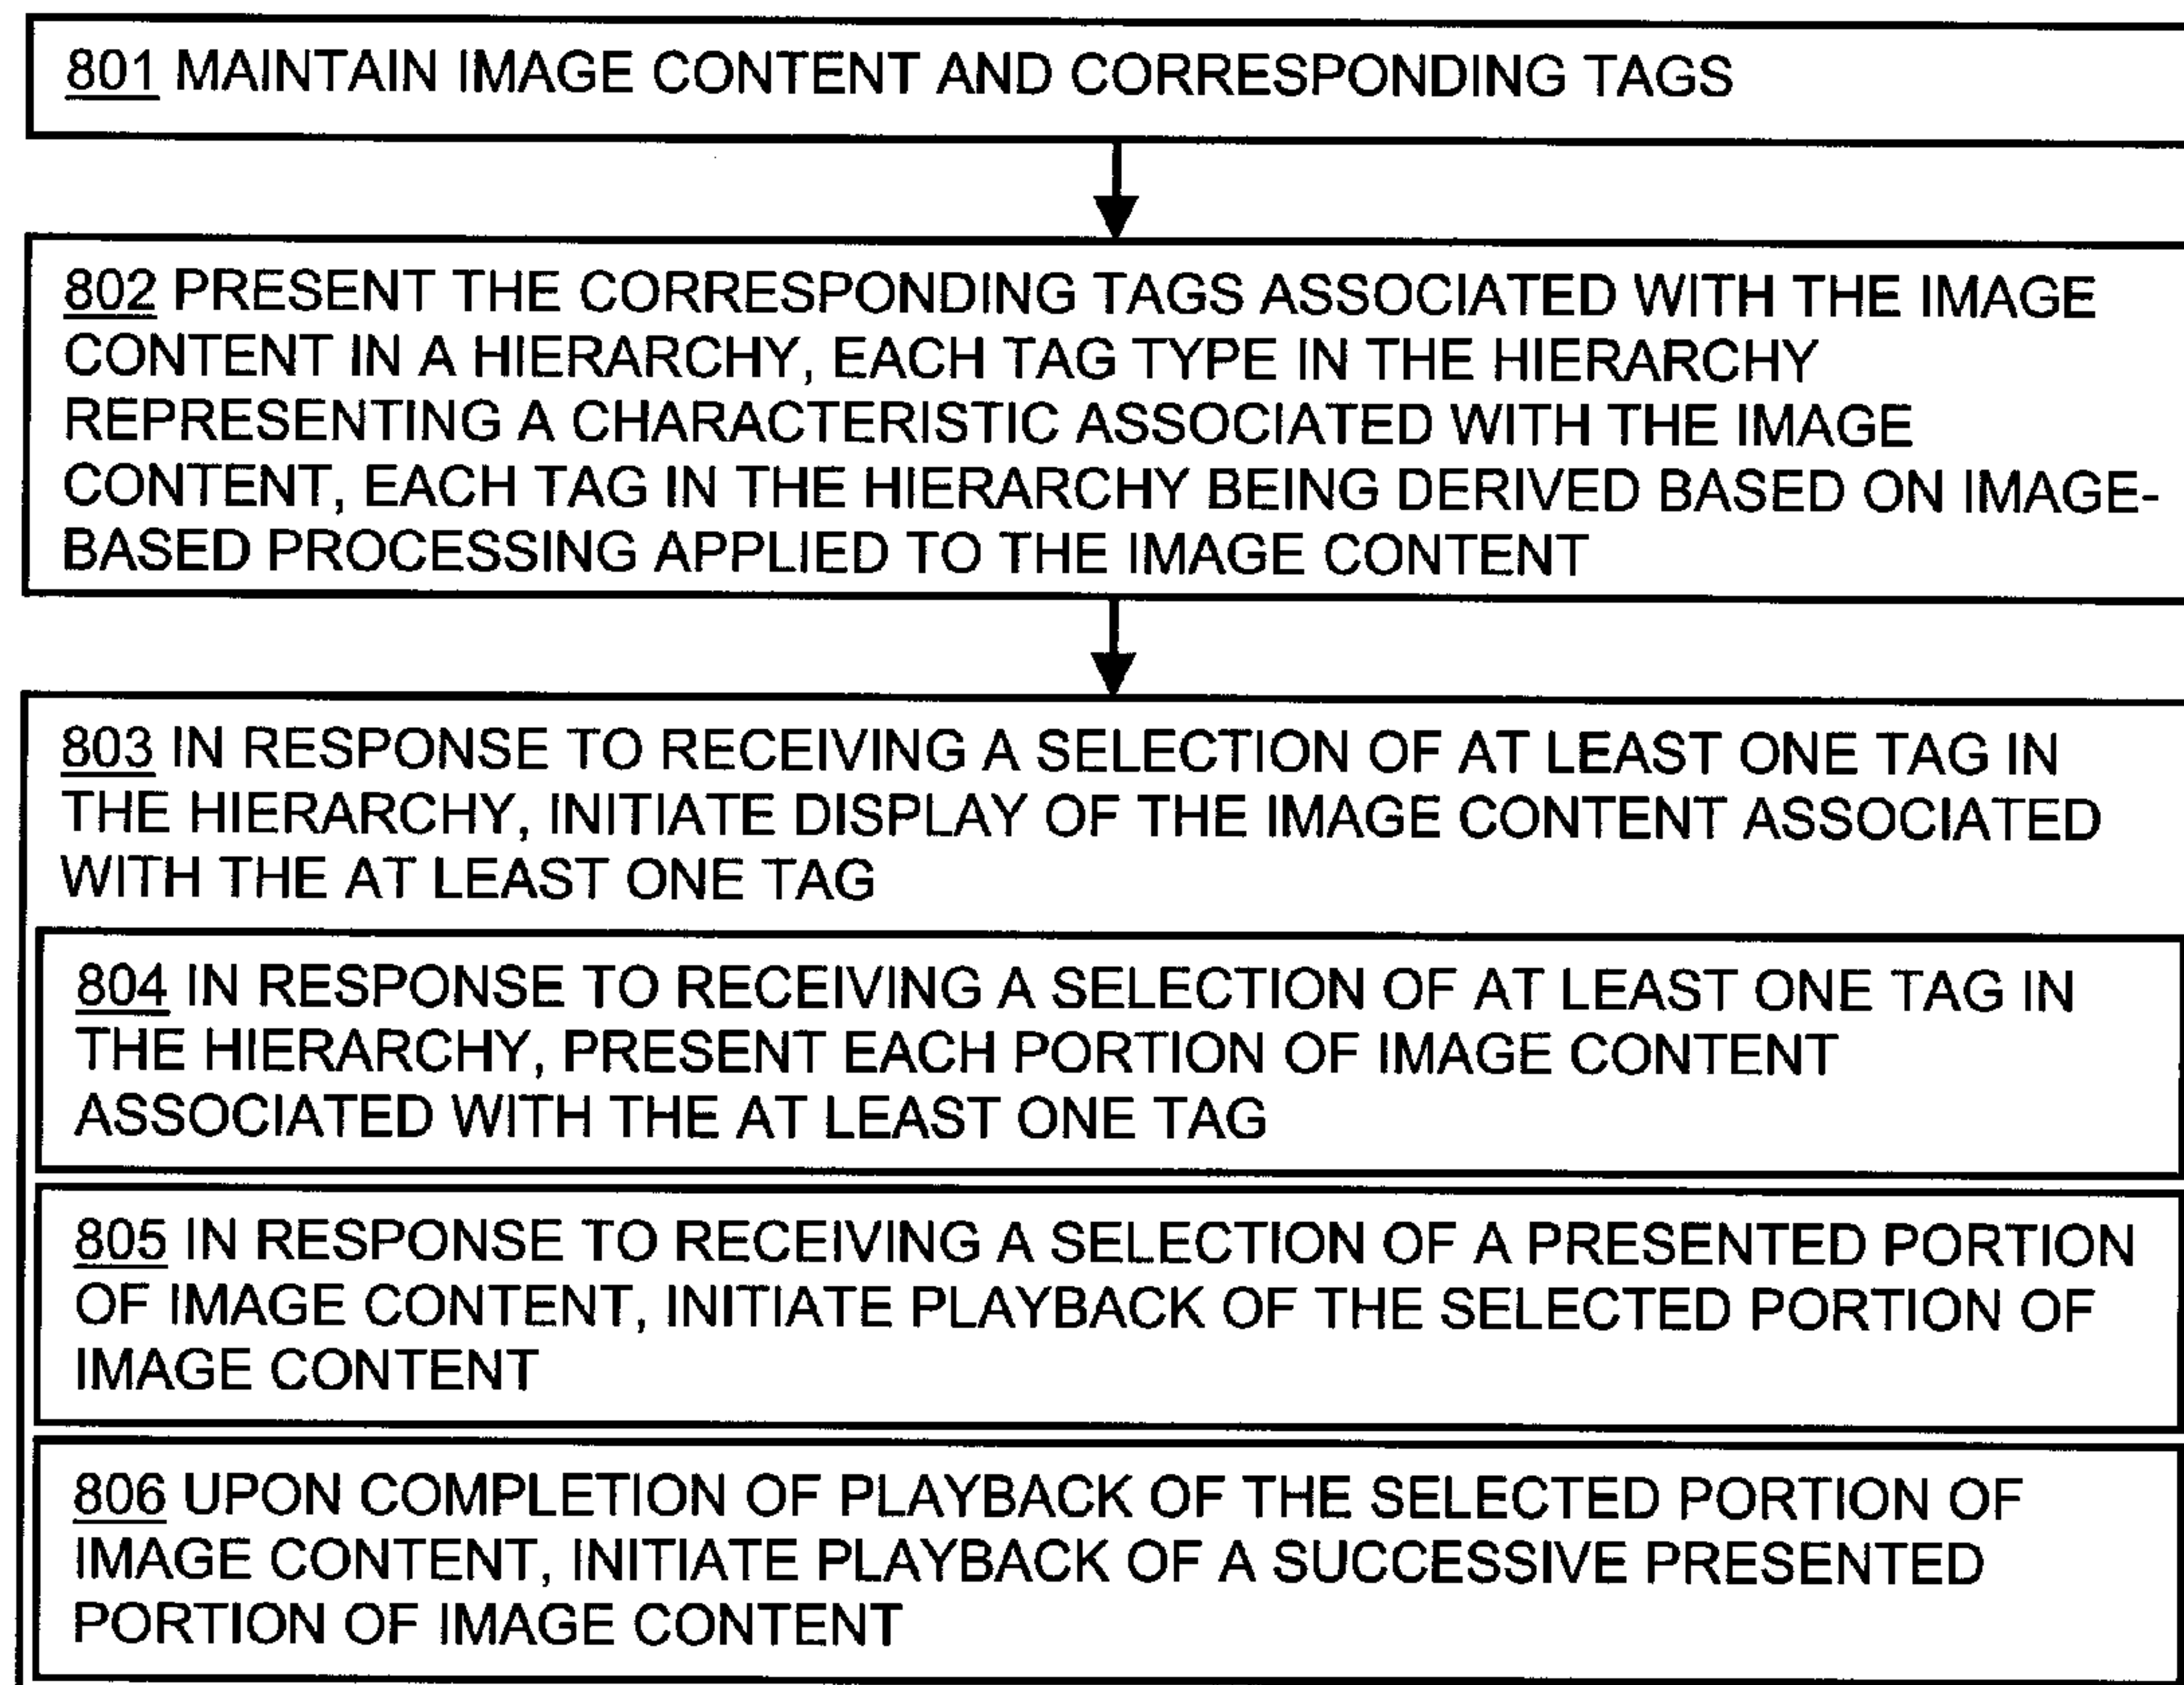 801 MAINTAIN IMAGE CONTENT AND CORRESPONDING TAGS
802 PRESENT THE CORRESPONDING TAGS ASSOCIATED WITH THE IMAGE
CONTENT IN A HIERARCHY, EACH TAG TYPE IN THE HIERARCHY
REPRESENTING A CHARACTERISTIC ASSOCIATED WITH THE IMAGE
CONTENT, EACH TAG IN THE HIERARCHY BEING DERIVED BASED ON IMAGE-
BASED PROCESSING APPLIED TO THE IMAGE CONTENT
803 IN RESPONSE TO RECEIVING A SELECTION OF AT LEAST ONE TAG IN
THE HIERARCHY, INITIATE DISPLAY OF THE IMAGE CONTENT ASSOCIATED
WITH THE AT LEAST ONE TAG
804 IN RESPONSE TO RECEIVING A SELECTION OF AT LEAST ONE TAG IN
THE HIERARCHY, PRESENT EACH PORTION OF IMAGE CONTENT
ASSOCIATED WITH THE AT LEAST ONE TAG
805 IN RESPONSE TO RECEIVING A SELECTION OF A PRESENTED PORTION
OF IMAGE CONTENT, INITIATE PLAYBACK OF THE SELECTED PORTION OF
IMAGE CONTENT
806 UPON COMPLETION OF PLAYBACK OF THE SELECTED PORTION OF
IMAGE CONTENT, INITIATE PLAYBACK OF A SUCCESSIVE PRESENTED
PORTION OF IMAGE CONTENT